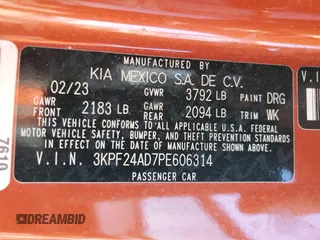 MANUFACTURED BY
KIA MEXICO S.A. DE C.V.
02/23 GVWR 3792 LB PAINT DRG
GAWR FRONT 2183 LB GAWR REAR 2094 LB TRIM WK
THIS VEHICLE CONFORMS TO ALL APPLICABLE U.S. FEDERAL
MOTOR VEHICLE SAFETY, BUMPER, AND THEFT PREVENTION
STANDARDS IN EFFECT ON THE DATE OF MANUFACTURE SHOWN ABOVE.
V.I.N. 3KPF24AD7PE606314
PASSENGER CAR
7610
V.I
DREAMBID